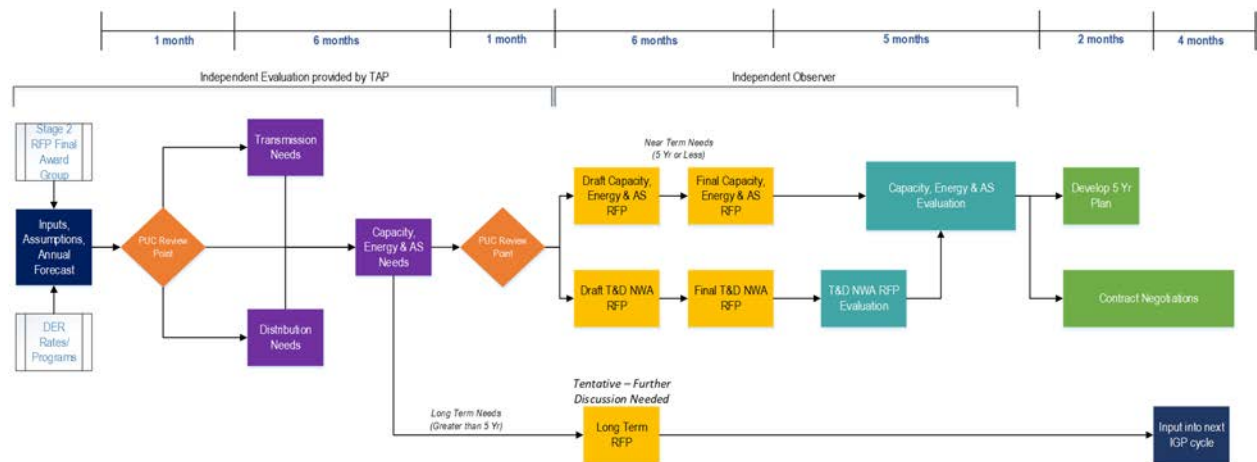 1 month
6 months
1 month
6 months
5 months
2 months
4 months
Independent Evaluation provided by TAP
Independent Observer
Stage 2
RFP Final
Award
Group
Inputs,
Assumptions,
Annual
Forecast
DER
Rates/
Programs
PUC Review
Point
Transmission
Needs
Distribution
Needs
Capacity,
Energy & AS
Needs
PUC Review
Point
Near Term Needs
(5 Yr or Less)
Draft Capacity,
Energy & AS
RFP
Final Capacity,
Energy & AS
RFP
Capacity, Energy & AS
Evaluation
Develop 5 Yr
Plan
Draft T&D NWA
RFP
Final T&D NWA
RFP
T&D NWA RFP
Evaluation
Contract Negotiations
Tentative – Further
Discussion Needed
Long Term Needs
(Greater than 5 Yr)
Long Term
RFP
Input into next
IGP cycle